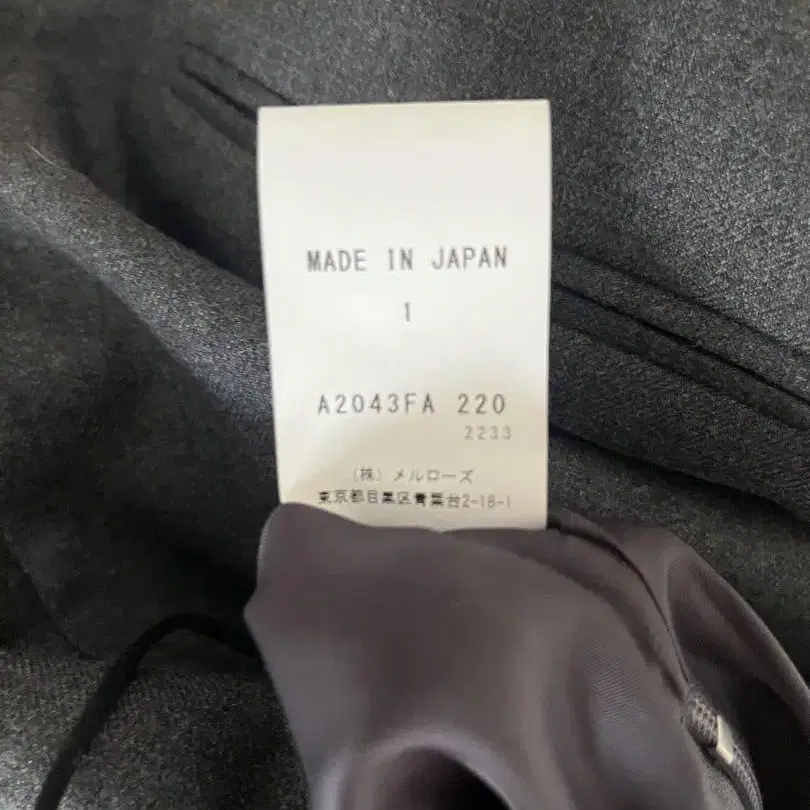 MADE IN JAPAN
1
A2043FA 220
2233
(株) メルローズ
東京都目黒区青葉台2-16-1